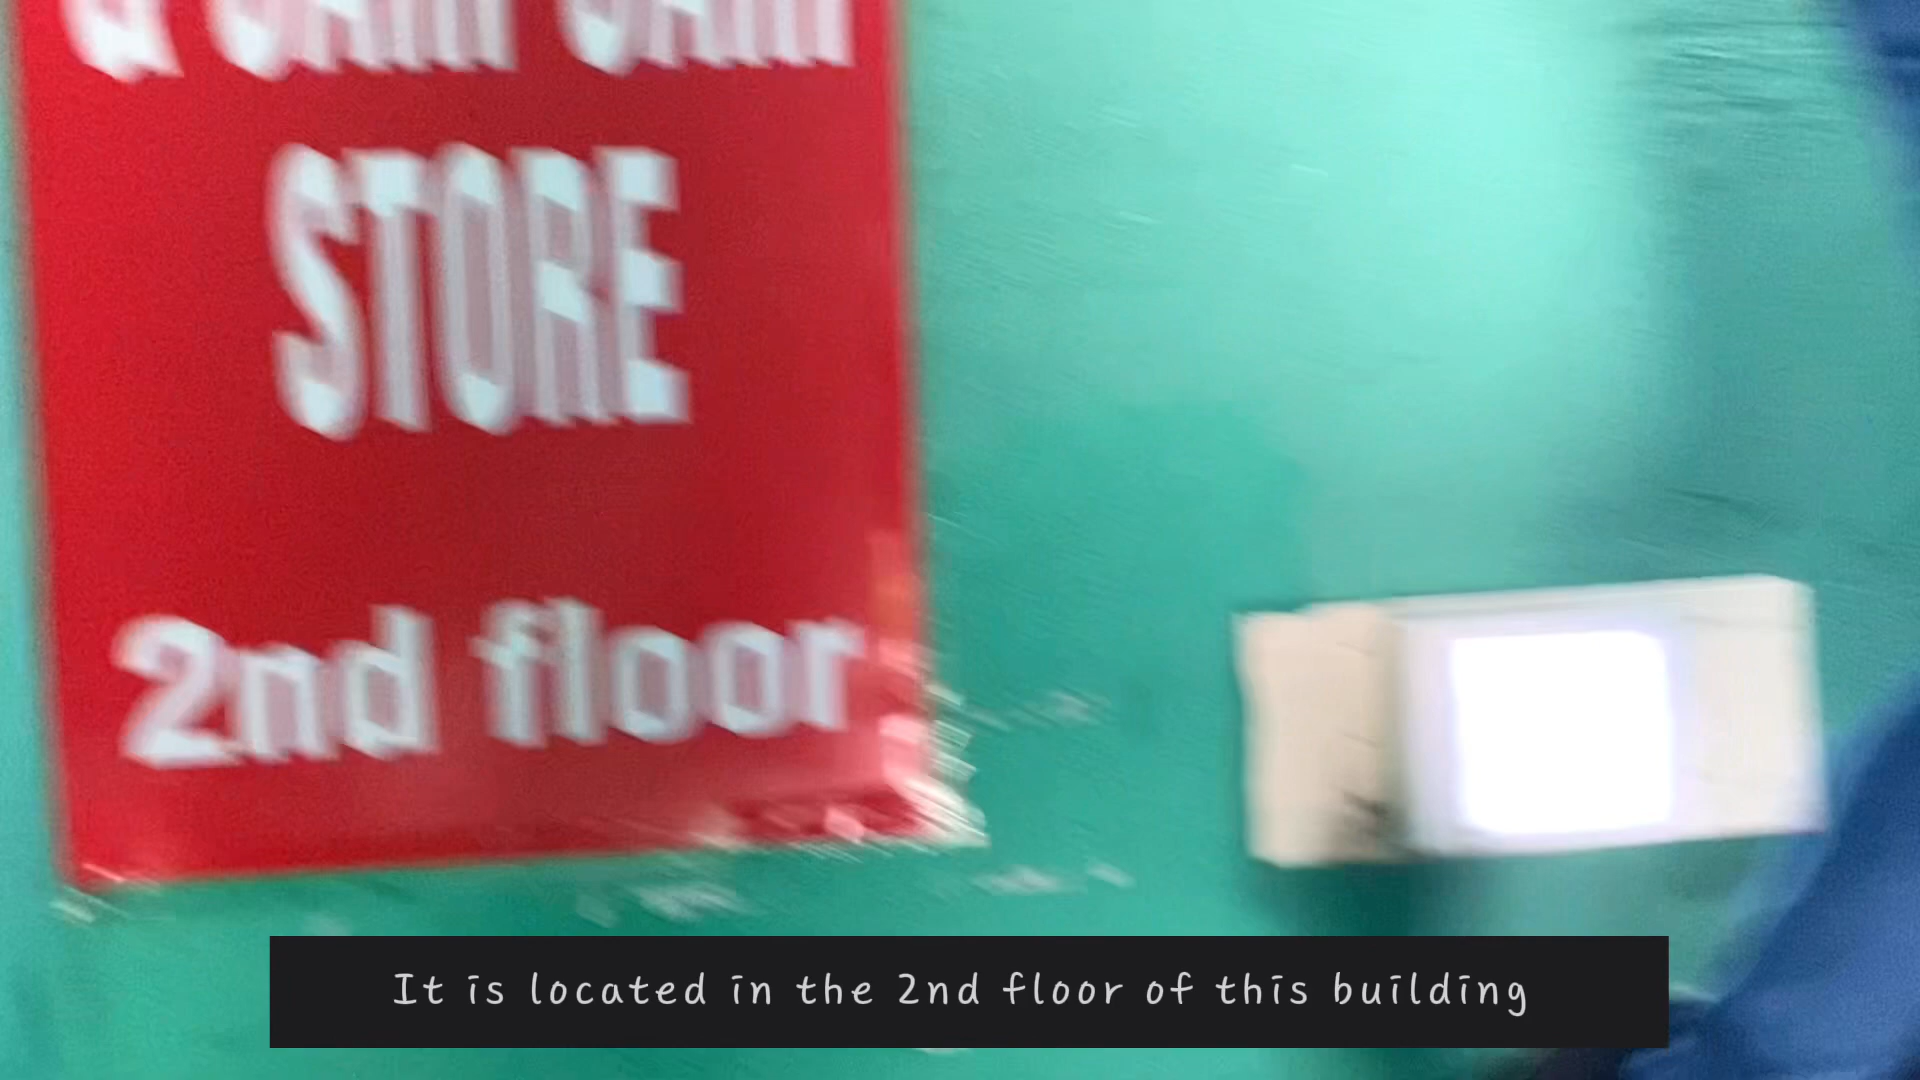 STORE
2nd floor
It is located in the 2nd floor of this building